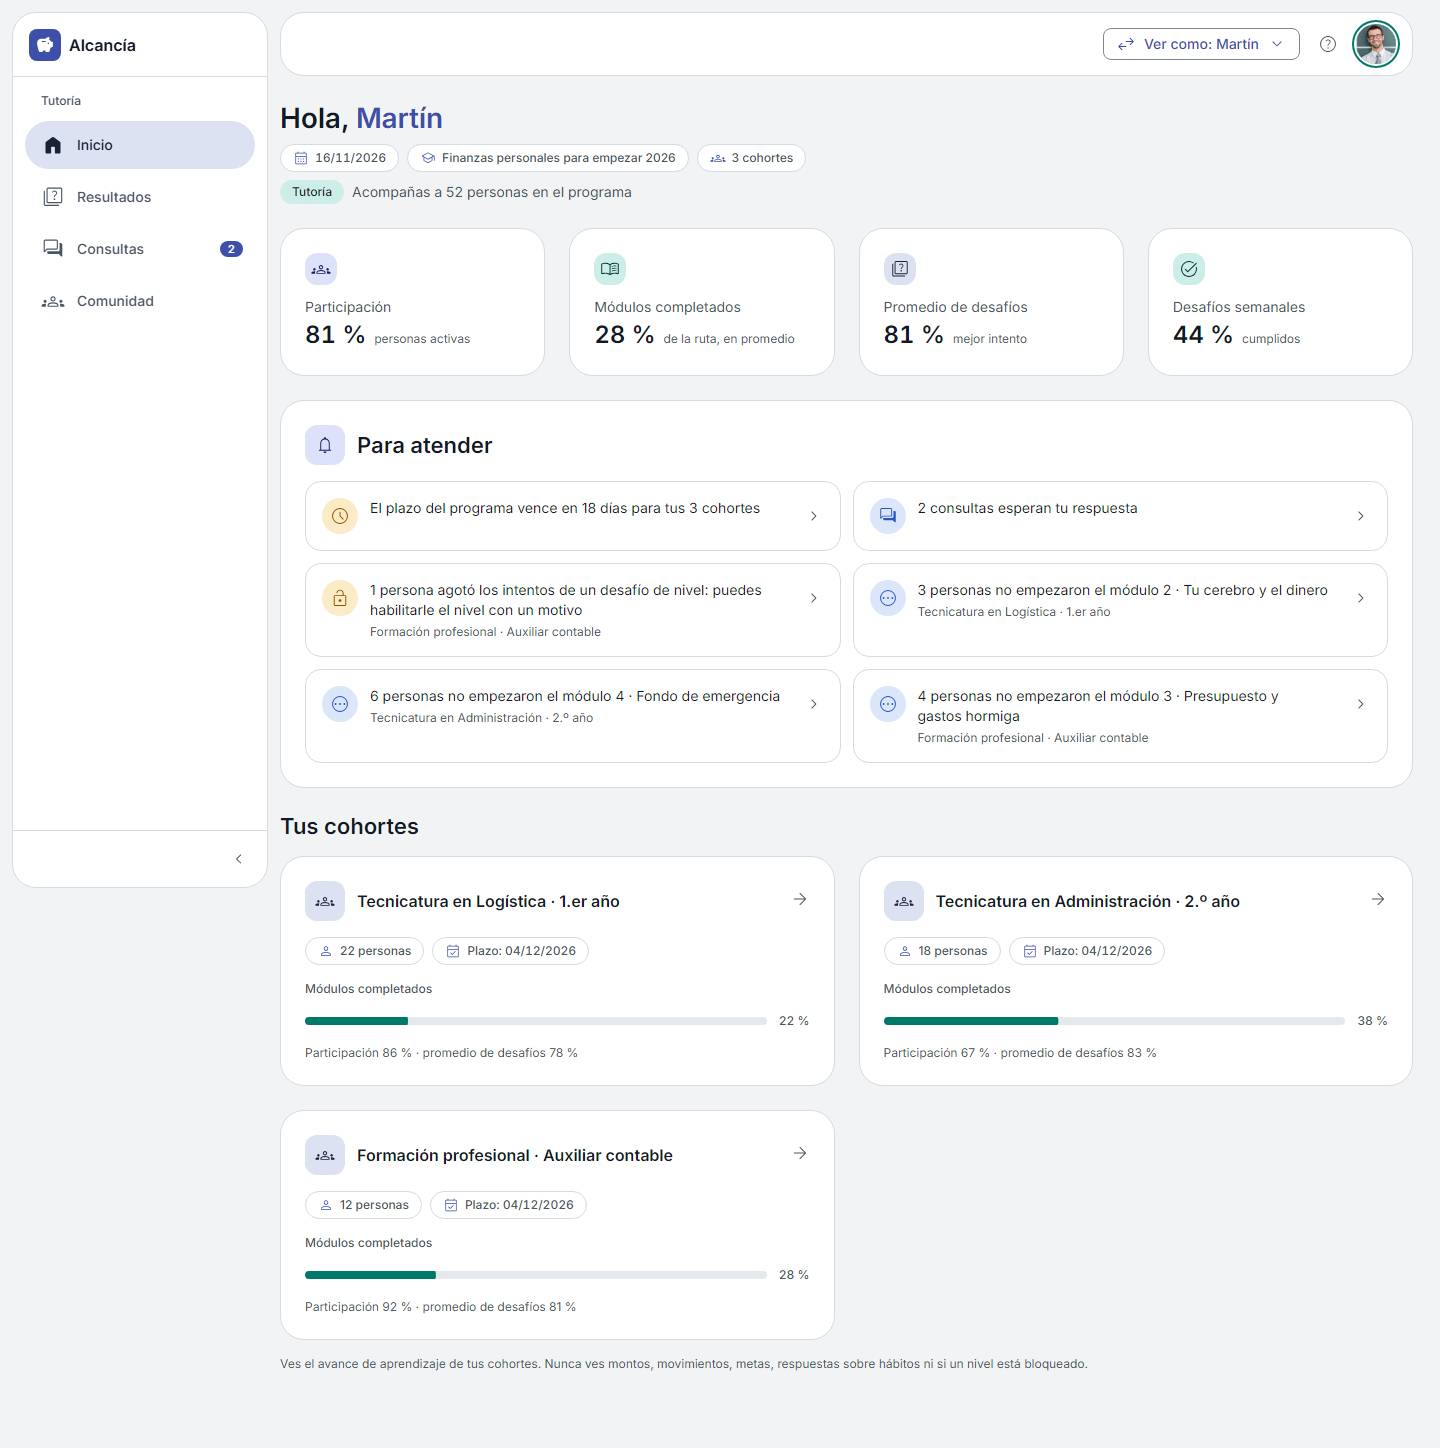 Alcancía
Ver como: Martín
Tutoría
Inicio
Resultados
Consultas 2
Comunidad
Hola, Martín
16/11/2026
Finanzas personales para empezar 2026
3 cohortes
Tutoría Acompañas a 52 personas en el programa
Participación
81 % personas activas
Módulos completados
28 % de la ruta, en promedio
Promedio de desafíos
81 % mejor intento
Desafíos semanales
44 % cumplidos
Para atender
El plazo del programa vence en 18 días para tus 3 cohortes
2 consultas esperan tu respuesta
1 persona agotó los intentos de un desafío de nivel: puedes
habilitarle el nivel con un motivo
Formación profesional · Auxiliar contable
3 personas no empezaron el módulo 2 · Tu cerebro y el dinero
Tecnicatura en Logística · 1.er año
6 personas no empezaron el módulo 4 · Fondo de emergencia
Tecnicatura en Administración · 2.º año
4 personas no empezaron el módulo 3 · Presupuesto y
gastos hormiga
Formación profesional · Auxiliar contable
Tus cohortes
Tecnicatura en Logística · 1.er año
22 personas
Plazo: 04/12/2026
Módulos completados
22 %
Participación 86 % · promedio de desafíos 78 %
Tecnicatura en Administración · 2.º año
18 personas
Plazo: 04/12/2026
Módulos completados
38 %
Participación 67 % · promedio de desafíos 83 %
Formación profesional · Auxiliar contable
12 personas
Plazo: 04/12/2026
Módulos completados
28 %
Participación 92 % · promedio de desafíos 81 %
Ves el avance de aprendizaje de tus cohortes. Nunca ves montos, movimientos, metas, respuestas sobre hábitos ni si un nivel está bloqueado.